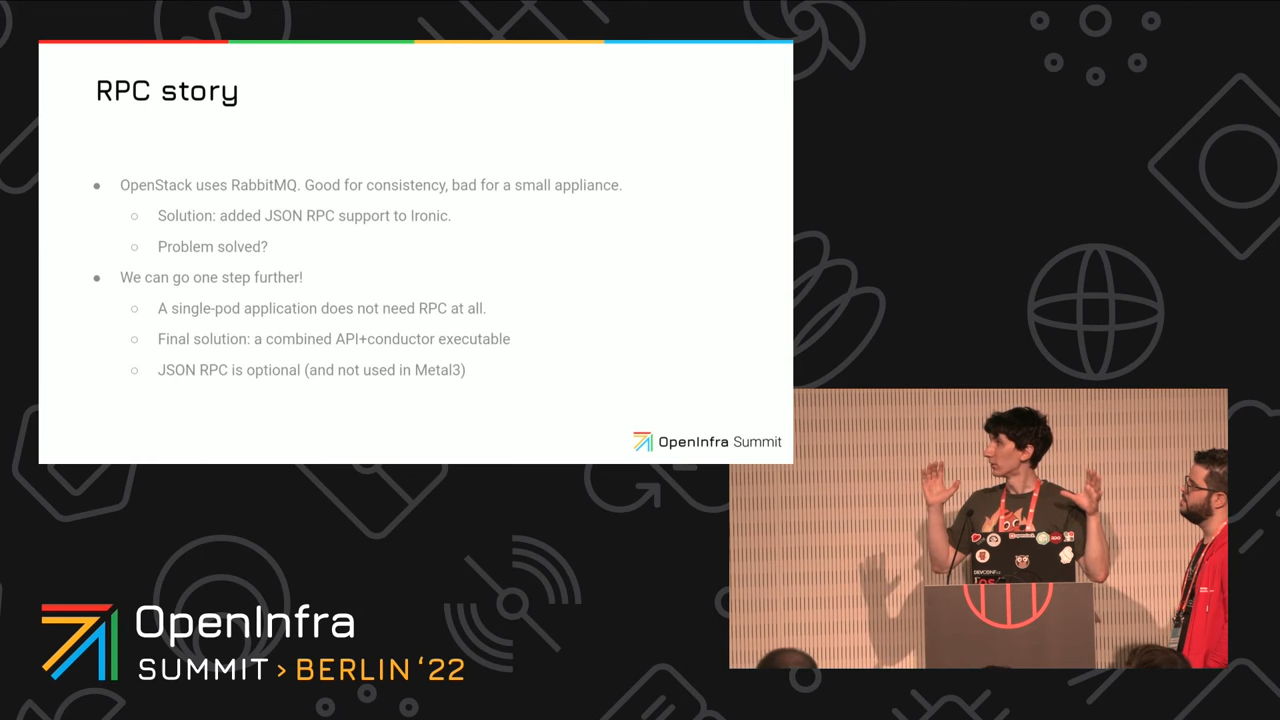 RPC story
● OpenStack uses RabbitMQ. Good for consistency, bad for a small appliance.
○ Solution: added JSON RPC support to Ironic.
○ Problem solved?
● We can go one step further!
○ A single-pod application does not need RPC at all.
○ Final solution: a combined API+conductor executable
○ JSON RPC is optional (and not used in Metal3)
OpenInfra Summit
OpenInfra
SUMMIT > BERLIN ‘22
openstack
DEVCONF